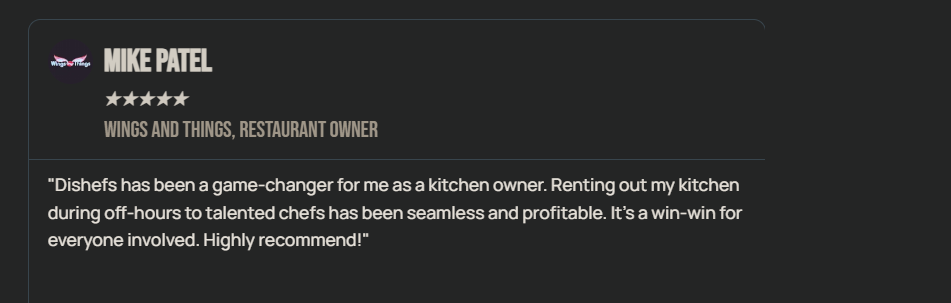 Wings and Things
MIKE PATEL
★★★★★
WINGS AND THINGS, RESTAURANT OWNER
"Dishefs has been a game-changer for me as a kitchen owner. Renting out my kitchen
during off-hours to talented chefs has been seamless and profitable. It's a win-win for
everyone involved. Highly recommend!"